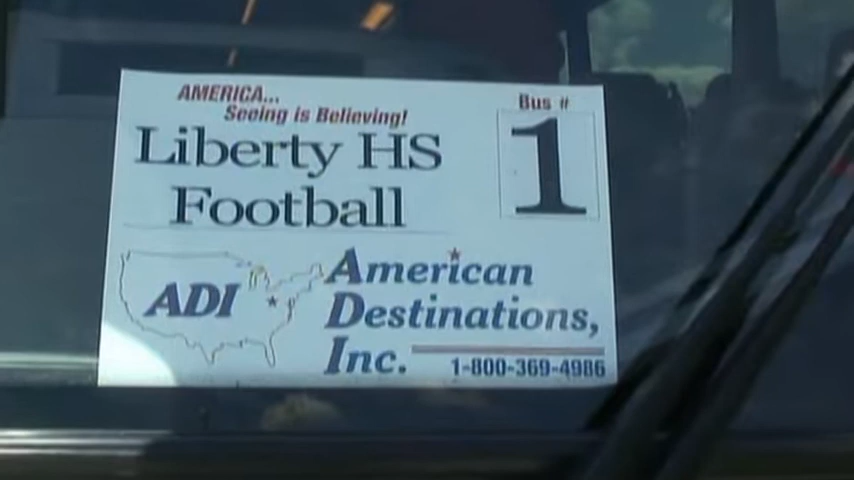 AMERICA...
Seeing is Believing!
Bus #
1
Liberty HS
Football
ADI
American
Destinations,
Inc.
1-800-369-4986